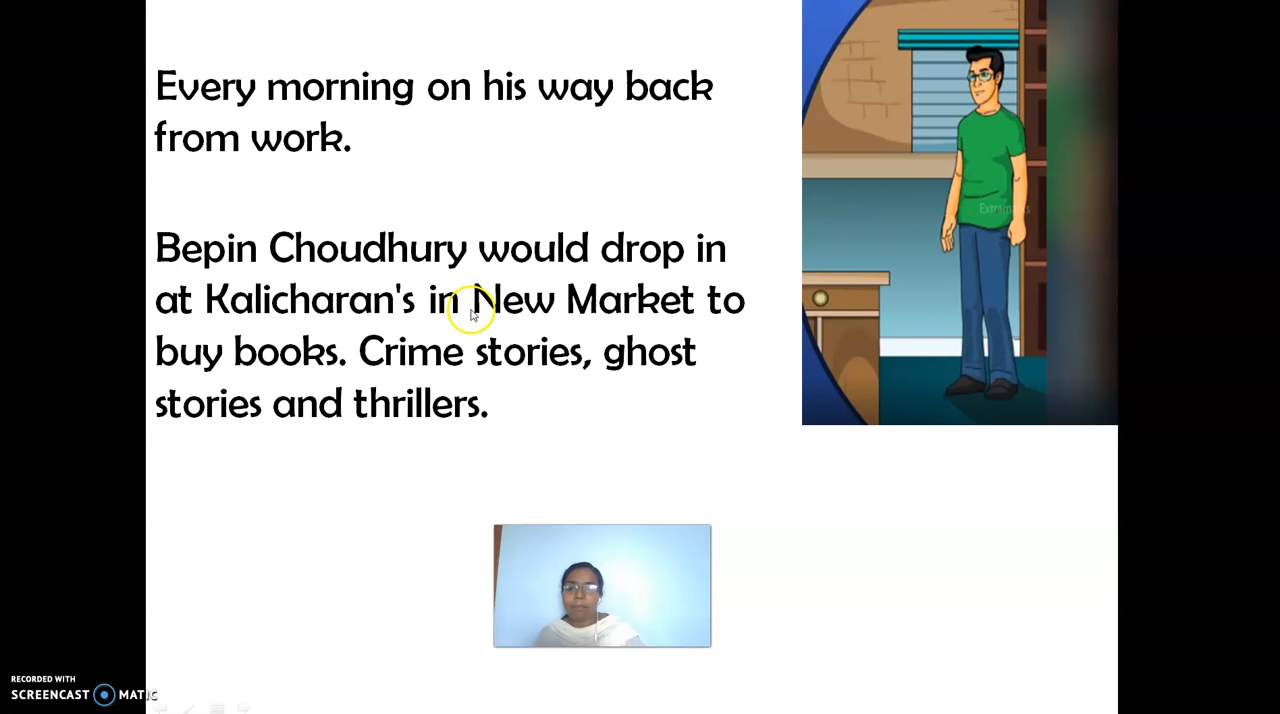 Every morning on his way back
from work.
Bepin Choudhury would drop in
at Kalicharan's in New Market to
buy books. Crime stories, ghost
stories and thrillers.
Extramarks
RECORDED WITH
SCREENCAST MATIC